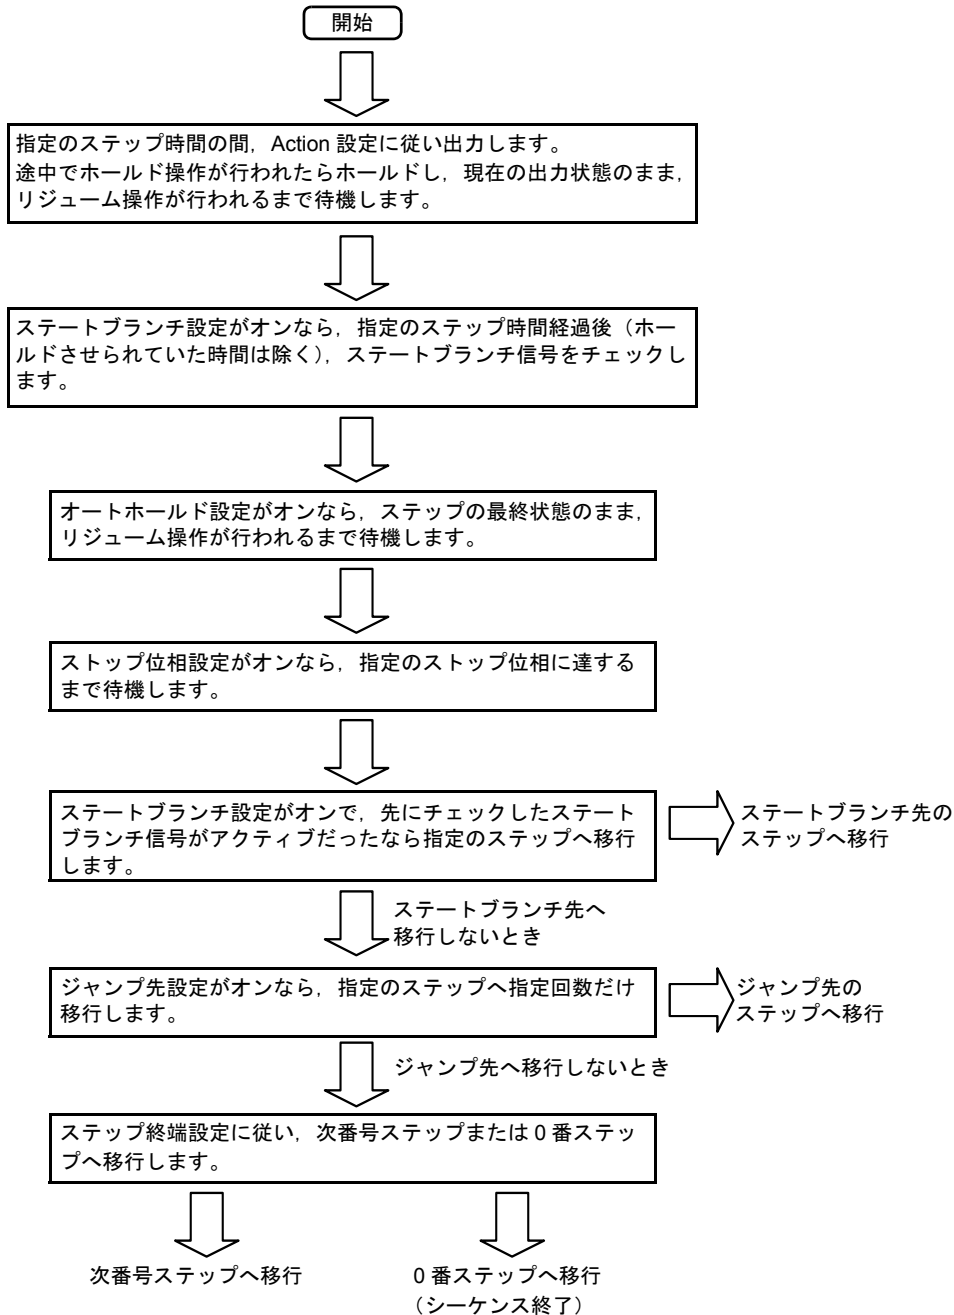 開始
指定のステップ時間の間，Action 設定に従い出力します。
途中でホールド操作が行われたらホールドし，現在の出力状態のまま，
リジューム操作が行われるまで待機します。
ステートブランチ設定がオンなら，指定のステップ時間経過後（ホー
ルドさせられていた時間は除く），ステートブランチ信号をチェックし
ます。
オートホールド設定がオンなら，ステップの最終状態のまま，
リジューム操作が行われるまで待機します。
ストップ位相設定がオンなら，指定のストップ位相に達する
まで待機します。
ステートブランチ設定がオンで，先にチェックしたステート
ブランチ信号がアクティブだったなら指定のステップへ移行
します。
ステートブランチ先の
ステップへ移行
ステートブランチ先へ
移行しないとき
ジャンプ先設定がオンなら，指定のステップへ指定回数だけ
移行します。
ジャンプ先の
ステップへ移行
ジャンプ先へ移行しないとき
ステップ終端設定に従い，次番号ステップまたは 0 番ステッ
プへ移行します。
次番号ステップへ移行
0 番ステップへ移行
（シーケンス終了）